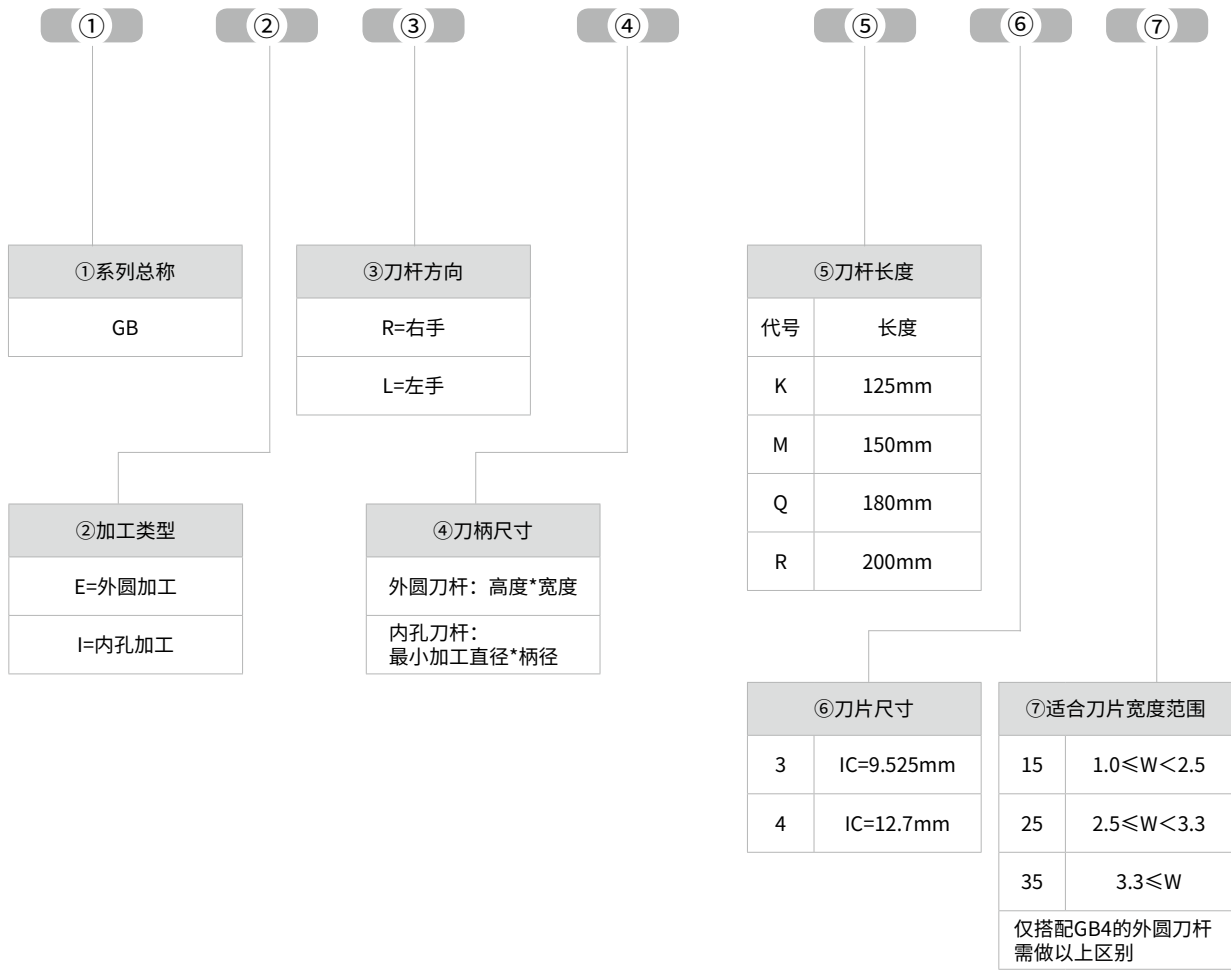 ① ② ③ ④ ⑤ ⑥ ⑦
①系列总称
GB
③刀杆方向
R=右手
L=左手
⑤刀杆长度
代号 长度
K 125mm
M 150mm
Q 180mm
R 200mm
②加工类型
E=外圆加工
I=内孔加工
④刀柄尺寸
外圆刀杆：高度*宽度
内孔刀杆：
最小加工直径*柄径
⑥刀片尺寸
3 IC=9.525mm
4 IC=12.7mm
⑦适合刀片宽度范围
15 1.0≤W＜2.5
25 2.5≤W＜3.3
35 3.3≤W
仅搭配GB4的外圆刀杆
需做以上区别